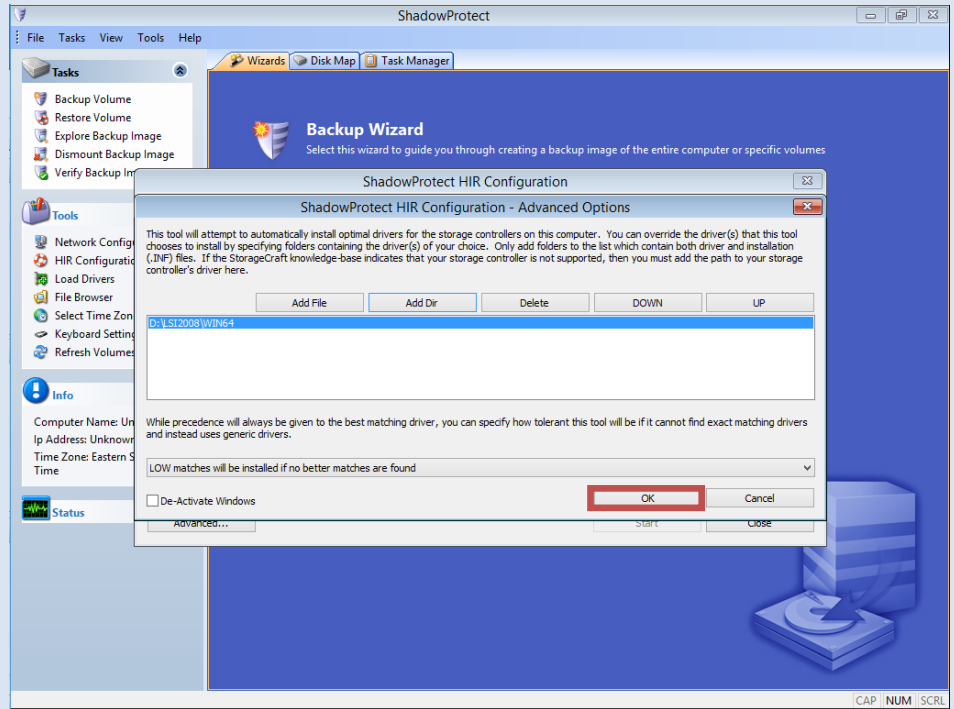 ShadowProtect
File Tasks View Tools Help
Wizards Disk Map Task Manager
Tasks
Backup Volume
Restore Volume
Explore Backup Image
Dismount Backup Image
Verify Backup Im
Backup Wizard
Select this wizard to guide you through creating a backup image of the entire computer or specific volumes
Tools
Network Configu
HIR Configuratio
Load Drivers
File Browser
Select Time Zon
Keyboard Setting
Refresh Volumes
Info
Computer Name: Un
Ip Address: Unknown
Time Zone: Eastern S
Time
Status
ShadowProtect HIR Configuration
ShadowProtect HIR Configuration - Advanced Options
This tool will attempt to automatically install optimal drivers for the storage controllers on this computer. You can override the driver(s) that this tool
chooses to install by specifying folders containing the driver(s) of your choice. Only add folders to the list which contain both driver and installation
(.INF) files. If the StorageCraft knowledge-base indicates that your storage controller is not supported, then you must add the path to your storage
controller's driver here.
Add File Add Dir Delete DOWN UP
D:\LSI2008\WIN64
While precedence will always be given to the best matching driver, you can specify how tolerant this tool will be if it cannot find exact matching drivers
and instead uses generic drivers.
LOW matches will be installed if no better matches are found
De-Activate Windows
OK Cancel
Advanced... Start Close
CAP NUM SCRL